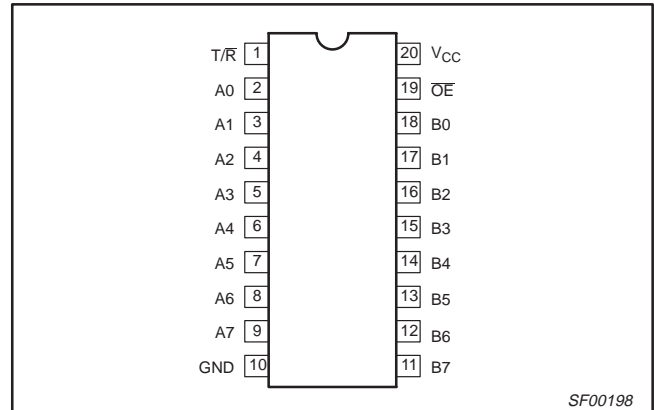 T/R̅ 1 20 VCC
A0 2 19 O̅E̅
A1 3 18 B0
A2 4 17 B1
A3 5 16 B2
A4 6 15 B3
A5 7 14 B4
A6 8 13 B5
A7 9 12 B6
GND 10 11 B7
SF00198